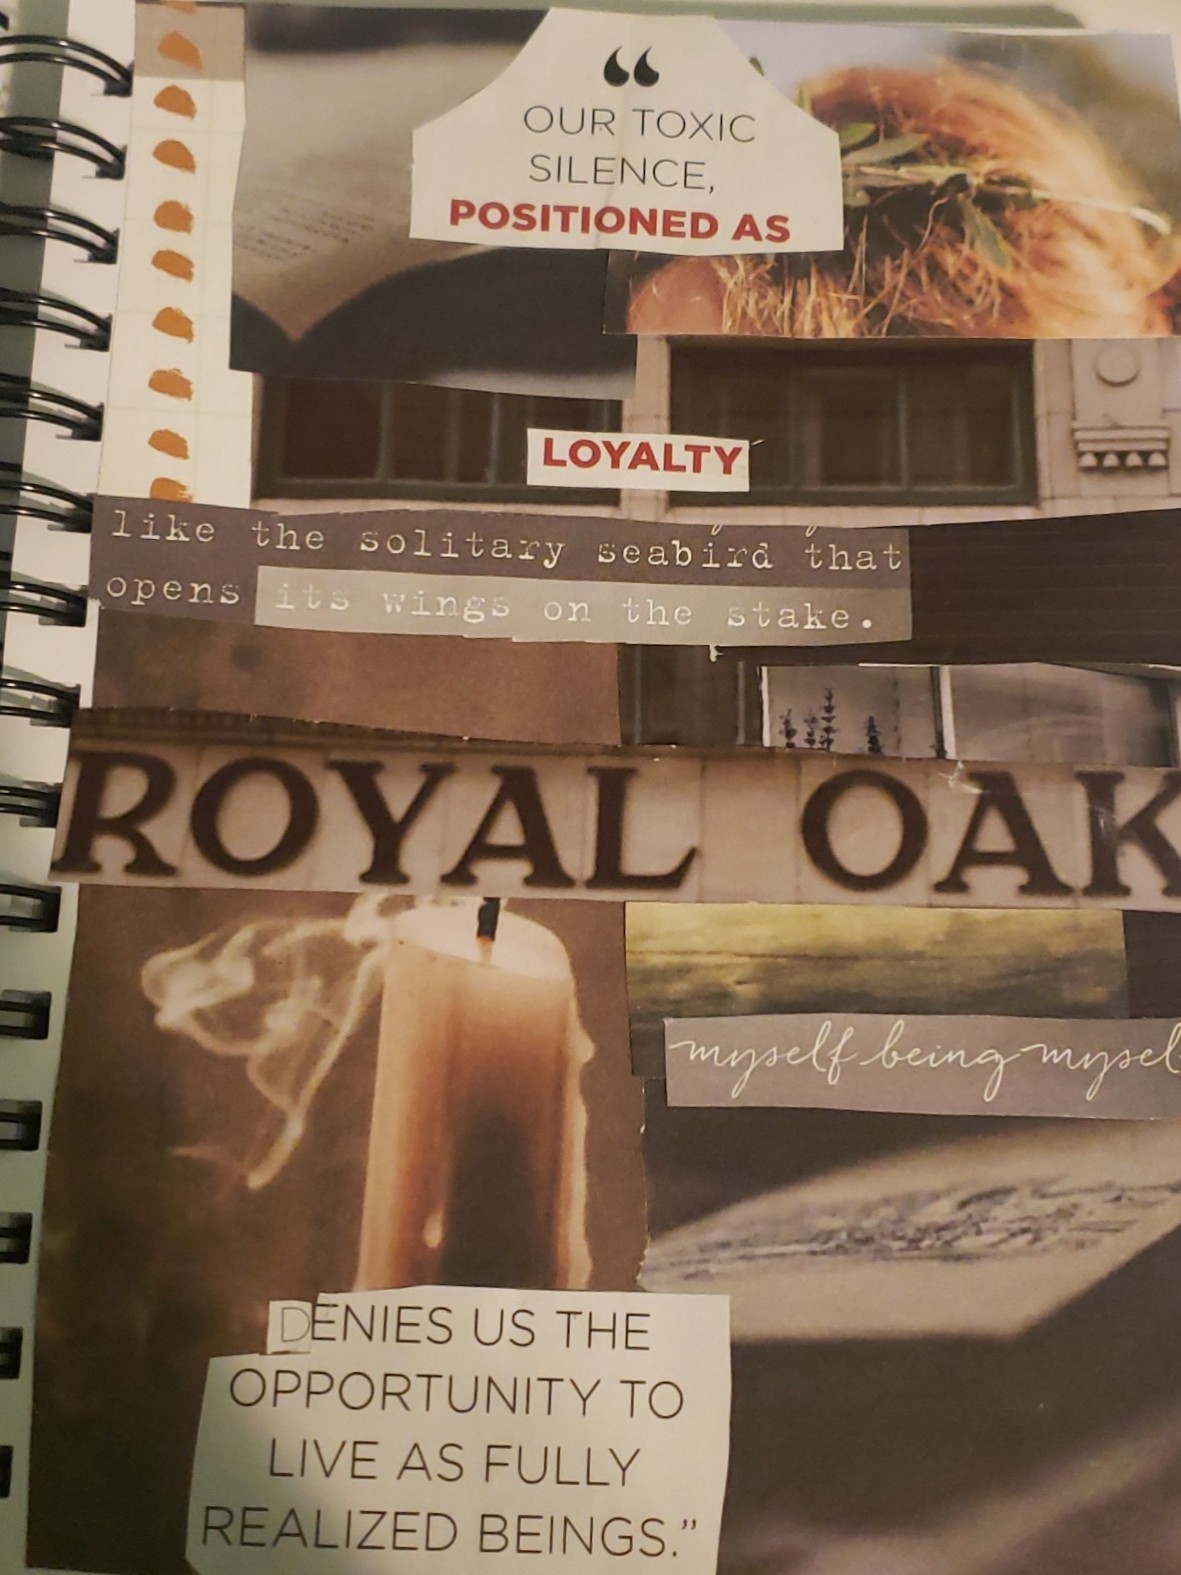 “
OUR TOXIC
SILENCE,
POSITIONED AS
LOYALTY
like the solitary seabird that
opens its wings on the stake.
ROYAL OAK
myself being mysel
DENIES US THE
OPPORTUNITY TO
LIVE AS FULLY
REALIZED BEINGS.”